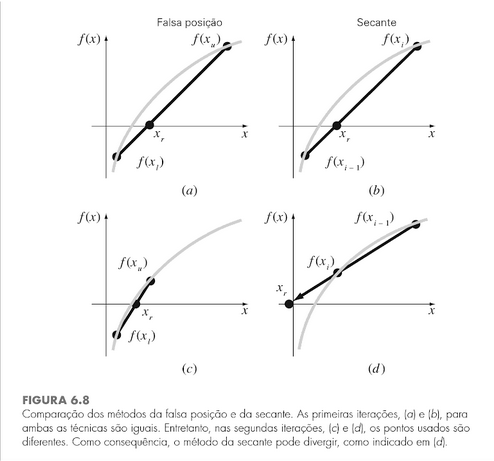 Falsa posição
Secante
f(x)
f(x_u)
f(x)
f(x_i)
x_r
x
x_r
x
f(x_l)
f(x_{i – 1})
(a)
(b)
f(x)
f(x)
f(x_{i – 1})
f(x_u)
f(x_i)
x_r
x_r
x
x
f(x_l)
(c)
(d)
FIGURA 6.8
Comparação dos métodos da falsa posição e da secante. As primeiras iterações, (a) e (b), para
ambas as técnicas são iguais. Entretanto, nas segundas iterações, (c) e (d), os pontos usados são
diferentes. Como consequência, o método da secante pode divergir, como indicado em (d).